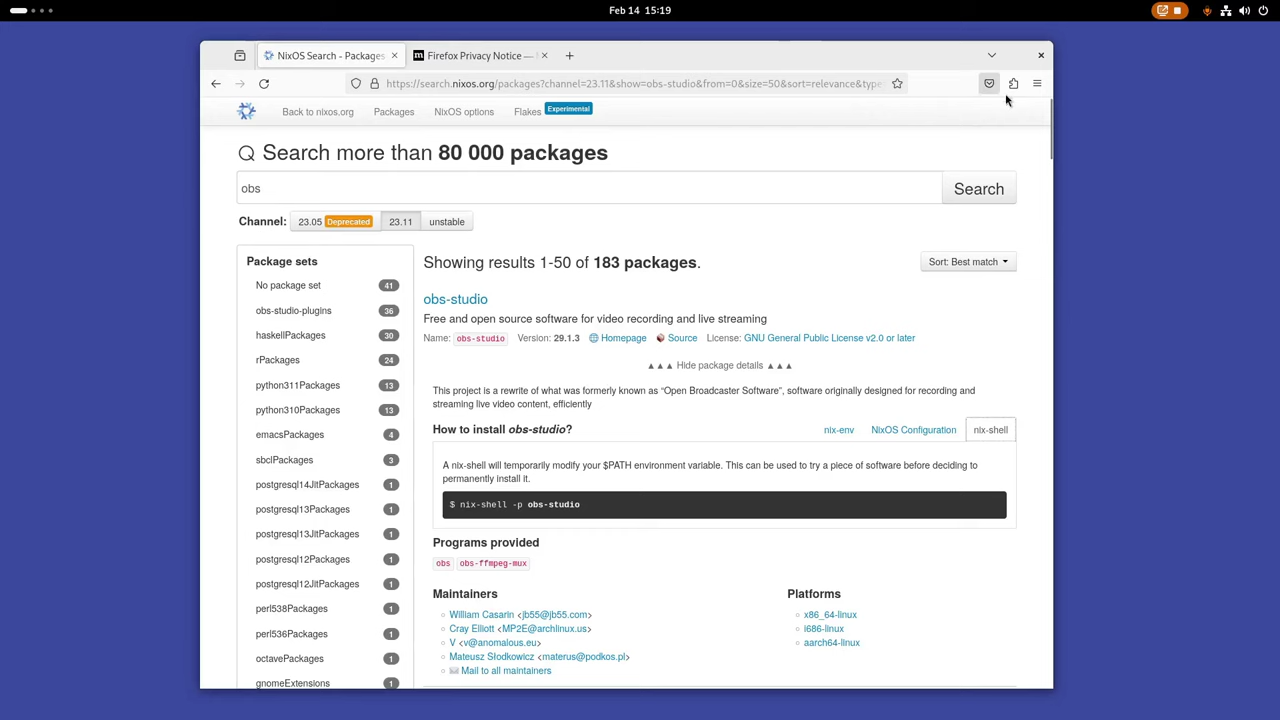 Feb 14 15:19
NixOS Search - Packages
Firefox Privacy Notice —
https://search.nixos.org/packages?channel=23.11&show=obs-studio&from=0&size=50&sort=relevance&type
Back to nixos.org Packages NixOS options Flakes Experimental
Search more than 80 000 packages
obs
Search
Channel: 23.05 Deprecated 23.11 unstable
Package sets
No package set 41
obs-studio-plugins 36
haskellPackages 30
rPackages 24
python311Packages 13
python310Packages 13
emacsPackages 4
sbclPackages 3
postgresql14JitPackages 1
postgresql13Packages 1
postgresql13JitPackages 1
postgresql12Packages 1
postgresql12JitPackages 1
perl538Packages 1
perl536Packages 1
octavePackages 1
gnomeExtensions 1
Showing results 1-50 of 183 packages.
Sort: Best match
obs-studio
Free and open source software for video recording and live streaming
Name: obs-studio Version: 29.1.3 Homepage Source License: GNU General Public License v2.0 or later
▲▲▲ Hide package details ▲▲▲
This project is a rewrite of what was formerly known as “Open Broadcaster Software”, software originally designed for recording and
streaming live video content, efficiently
How to install obs-studio?
nix-env NixOS Configuration nix-shell
A nix-shell will temporarily modify your $PATH environment variable. This can be used to try a piece of software before deciding to
permanently install it.
$ nix-shell -p obs-studio
Programs provided
obs obs-ffmpeg-mux
Maintainers
William Casarin <jb55@jb55.com>
Cray Elliott <MP2E@archlinux.us>
V <v@anomalous.eu>
Mateusz Słodkowicz <materus@podkos.pl>
Mail to all maintainers
Platforms
x86_64-linux
i686-linux
aarch64-linux